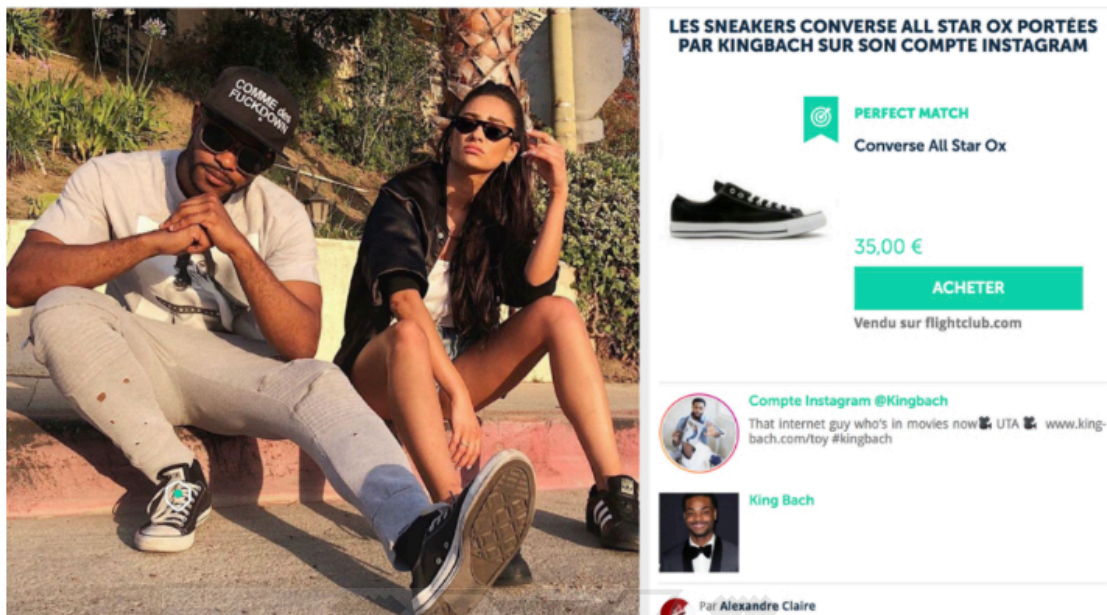 COMME des
FUCKDOWN
LES SNEAKERS CONVERSE ALL STAR OX PORTÉES
PAR KINGBACH SUR SON COMPTE INSTAGRAM
PERFECT MATCH
Converse All Star Ox
35,00 €
ACHETER
Vendu sur flightclub.com
Compte Instagram @Kingbach
That internet guy who's in movies now🎥 UTA 🎥 www.king-
bach.com/toy #kingbach
King Bach
Par Alexandre Claire